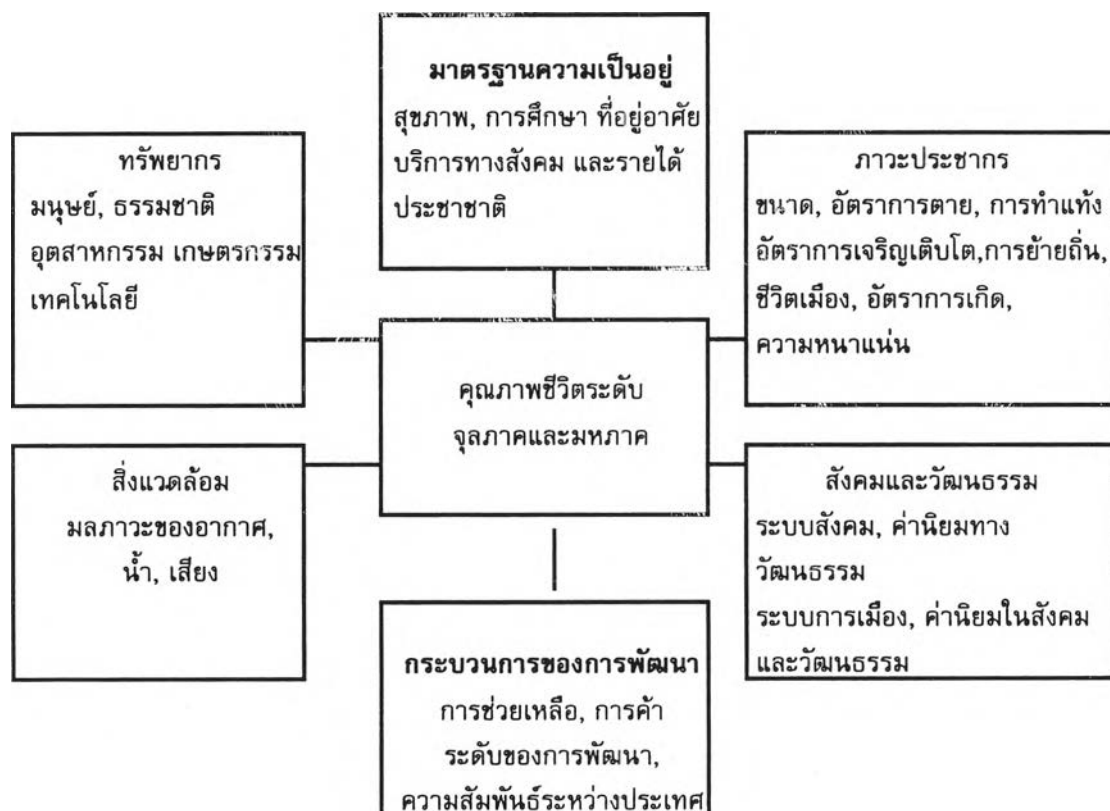 มาตรฐานความเป็นอยู่
สุขภาพ, การศึกษา ที่อยู่อาศัย
บริการทางสังคม และรายได้
ประชาชาติ
ทรัพยากร
มนุษย์, ธรรมชาติ
อุตสาหกรรม เกษตรกรรม
เทคโนโลยี
ภาวะประชากร
ขนาด, อัตราการตาย, การทำแท้ง
อัตราการเจริญเติบโต,การย้ายถิ่น,
ชีวิตเมือง, อัตราการเกิด,
ความหนาแน่น
คุณภาพชีวิตระดับ
จุลภาคและมหภาค
สิ่งแวดล้อม
มลภาวะของอากาศ,
น้ำ, เสียง
สังคมและวัฒนธรรม
ระบบสังคม, ค่านิยมทาง
วัฒนธรรม
ระบบการเมือง, ค่านิยมในสังคม
และวัฒนธรรม
กระบวนการของการพัฒนา
การช่วยเหลือ, การค้า
ระดับของการพัฒนา,
ความสัมพันธ์ระหว่างประเทศ